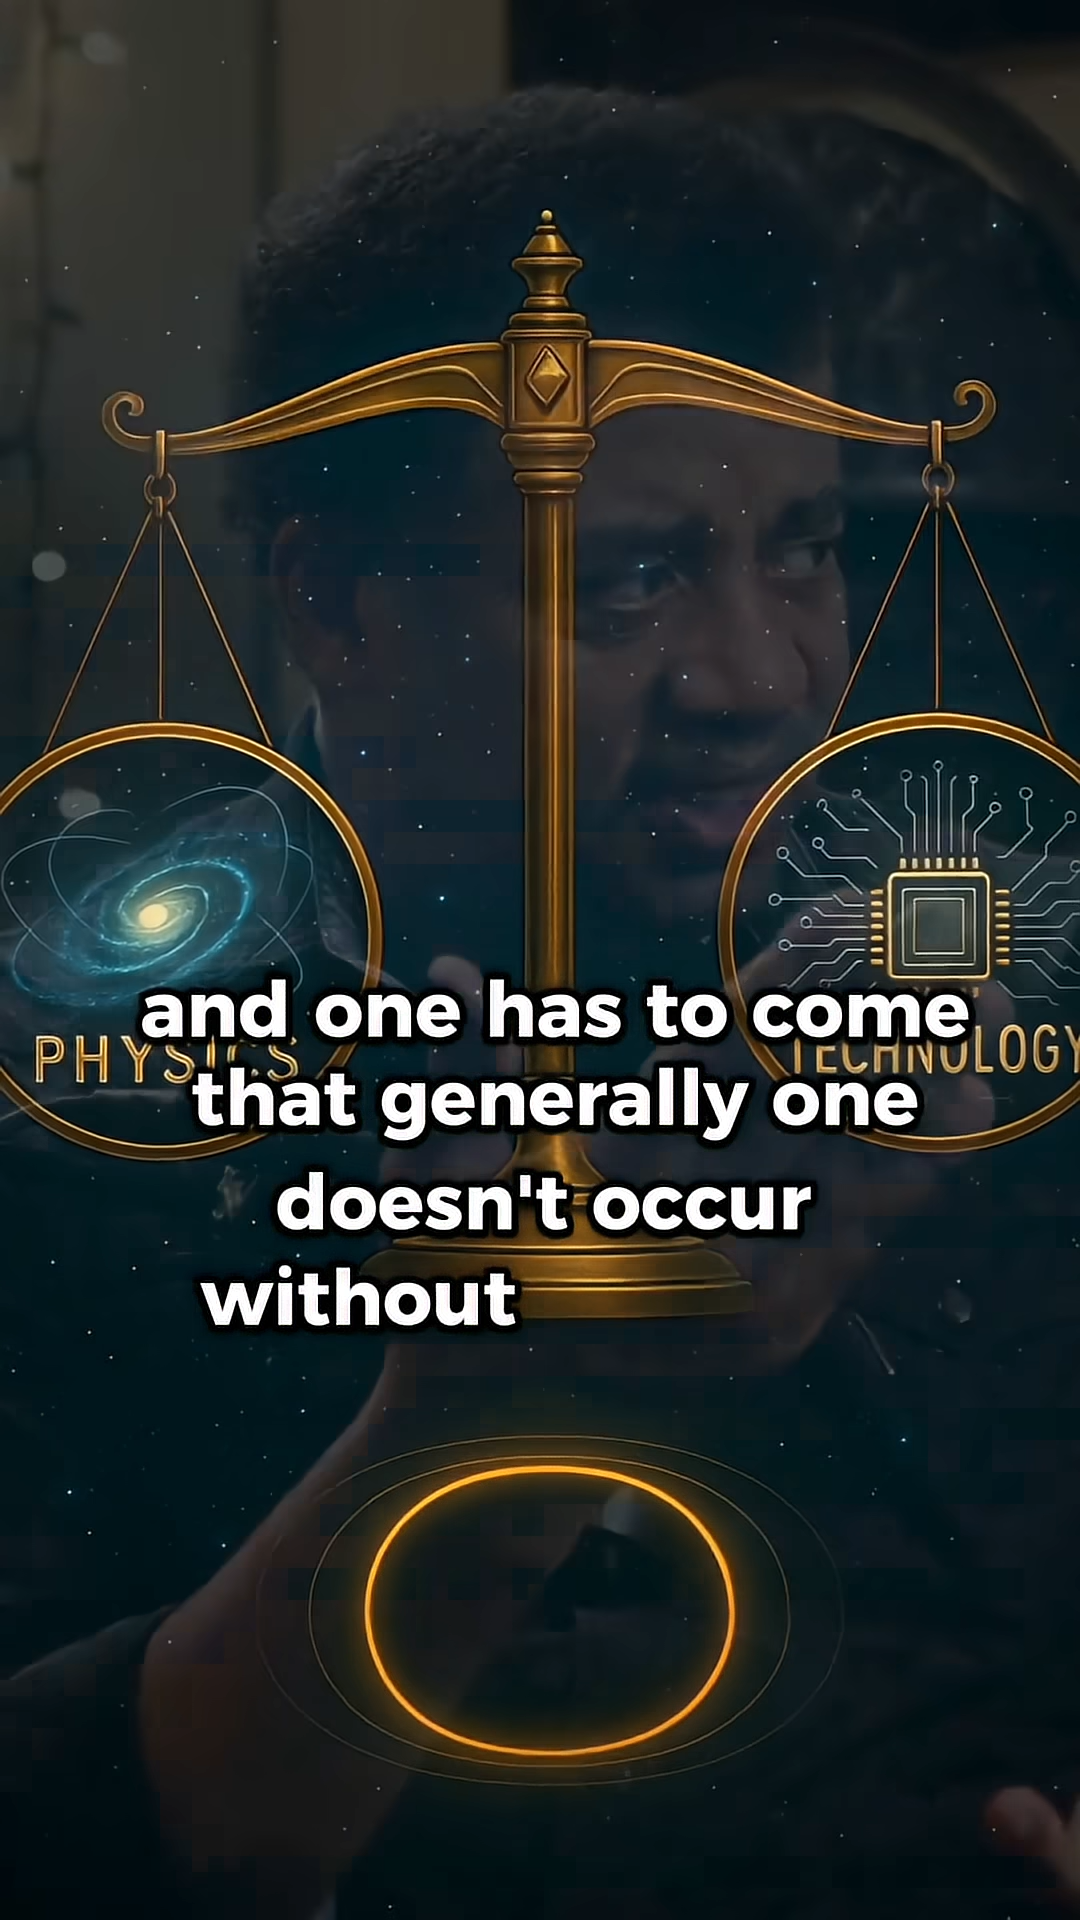 and one has to come
PHYSICS
TECHNOLOGY
that generally one
doesn't occur
without